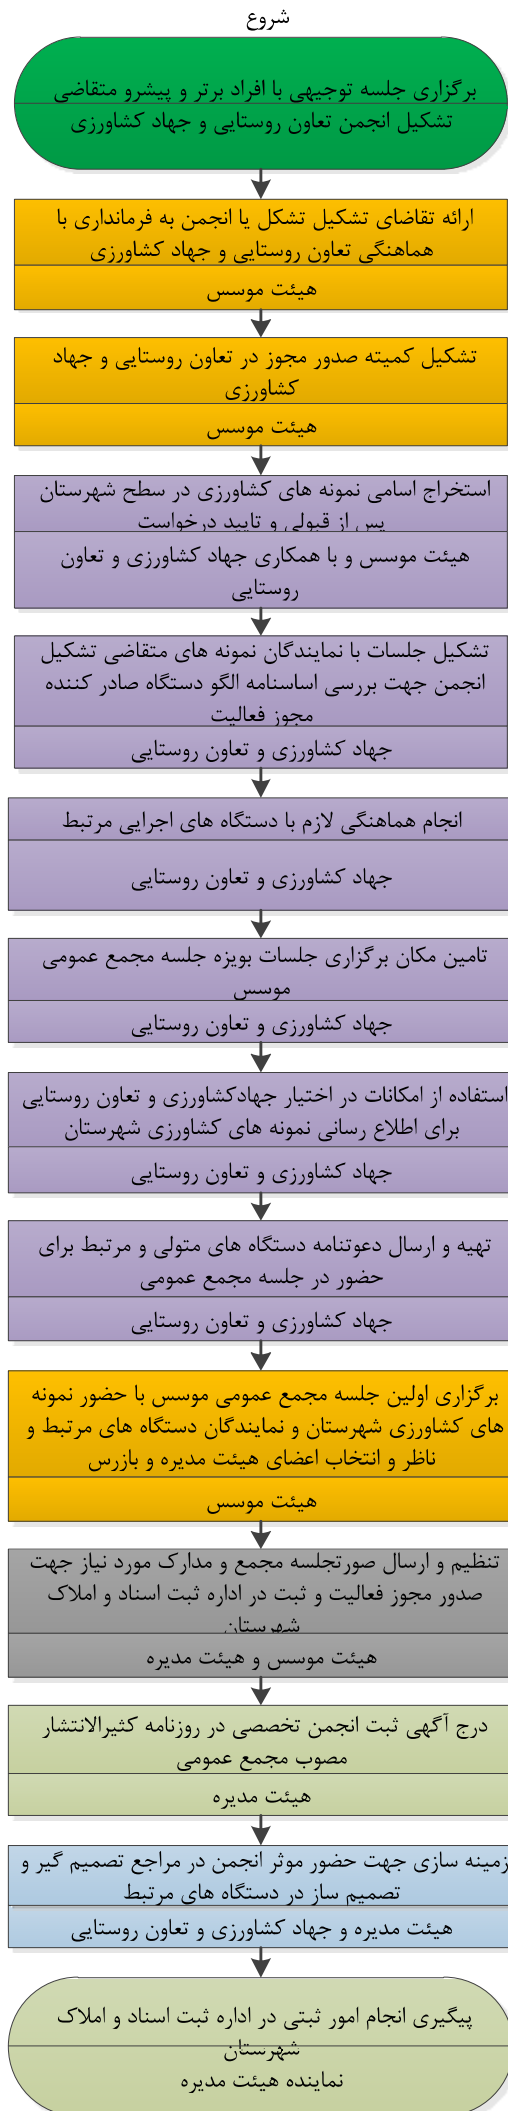 شروع
برگزاری جلسه توجیهی با افراد برتر و پیشرو متقاضی
تشکیل انجمن تعاون روستایی و جهاد کشاورزی
ارائه تقاضای تشکیل تشکل یا انجمن به فرمانداری با
هماهنگی تعاون روستایی و جهاد کشاورزی
هیئت موسس
تشکیل کمیته صدور مجوز در تعاون روستایی و جهاد
کشاورزی
هیئت موسس
استخراج اسامی نمونه های کشاورزی در سطح شهرستان
پس از قبولی و تایید درخواست
هیئت موسس و با همکاری جهاد کشاورزی و تعاون
روستایی
تشکیل جلسات با نمایندگان نمونه های متقاضی تشکیل
انجمن جهت بررسی اساسنامه الگو دستگاه صادر کننده
مجوز فعالیت
جهاد کشاورزی و تعاون روستایی
انجام هماهنگی لازم با دستگاه های اجرایی مرتبط
جهاد کشاورزی و تعاون روستایی
تامین مکان برگزاری جلسات بویزه جلسه مجمع عمومی
موسس
جهاد کشاورزی و تعاون روستایی
استفاده از امکانات در اختیار جهادکشاورزی و تعاون روستایی
برای اطلاع رسانی نمونه های کشاورزی شهرستان
جهاد کشاورزی و تعاون روستایی
تهیه و ارسال دعوتنامه دستگاه های متولی و مرتبط برای
حضور در جلسه مجمع عمومی
جهاد کشاورزی و تعاون روستایی
برگزاری اولین جلسه مجمع عمومی موسس با حضور نمونه
های کشاورزی شهرستان و نمایندگان دستگاه های مرتبط و
ناظر و انتخاب اعضای هیئت مدیره و بازرس
هیئت موسس
تنظیم و ارسال صورتجلسه مجمع و مدارک مورد نیاز جهت
صدور مجوز فعالیت و ثبت در اداره ثبت اسناد و املاک
شهرستان
هیئت موسس و هیئت مدیره
درج آگهی ثبت انجمن تخصصی در روزنامه کثیرالانتشار
مصوب مجمع عمومی
هیئت مدیره
زمینه سازی جهت حضور موثر انجمن در مراجع تصمیم گیر و
تصمیم ساز در دستگاه های مرتبط
هیئت مدیره و جهاد کشاورزی و تعاون روستایی
پیگیری انجام امور ثبتی در اداره ثبت اسناد و املاک
شهرستان
نماینده هیئت مدیره